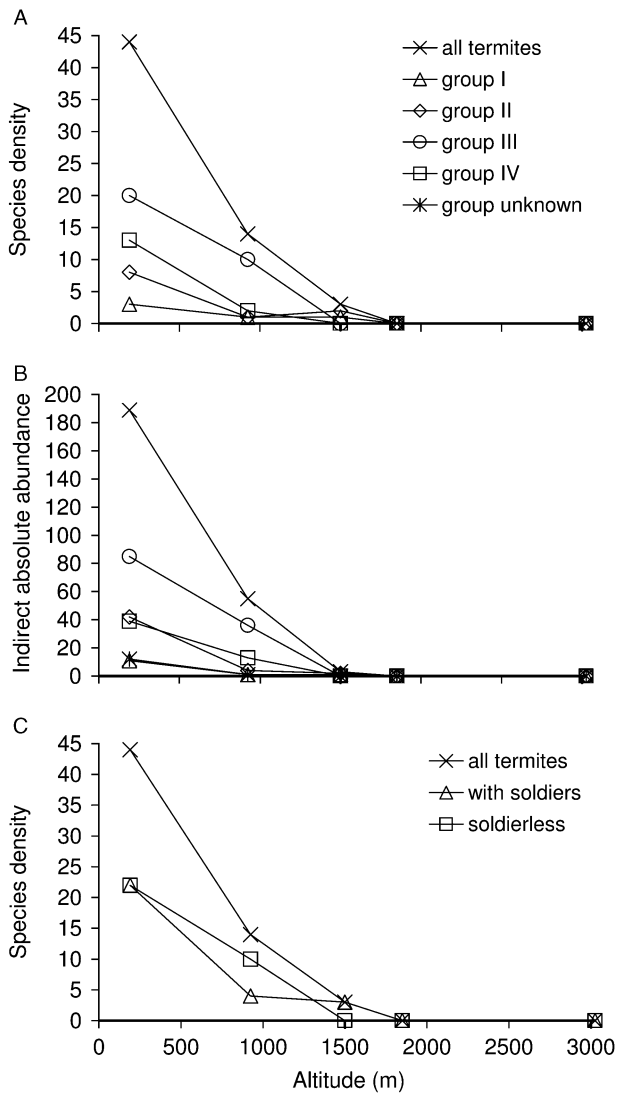 A
Species density
45
40
35
30
25
20
15
10
5
0
all termites
group I
group II
group III
group IV
group unknown
B
Indirect absolute abundance
200
180
160
140
120
100
80
60
40
20
0
C
Species density
45
40
35
30
25
20
15
10
5
0
all termites
with soldiers
soldierless
0 500 1000 1500 2000 2500 3000
Altitude (m)